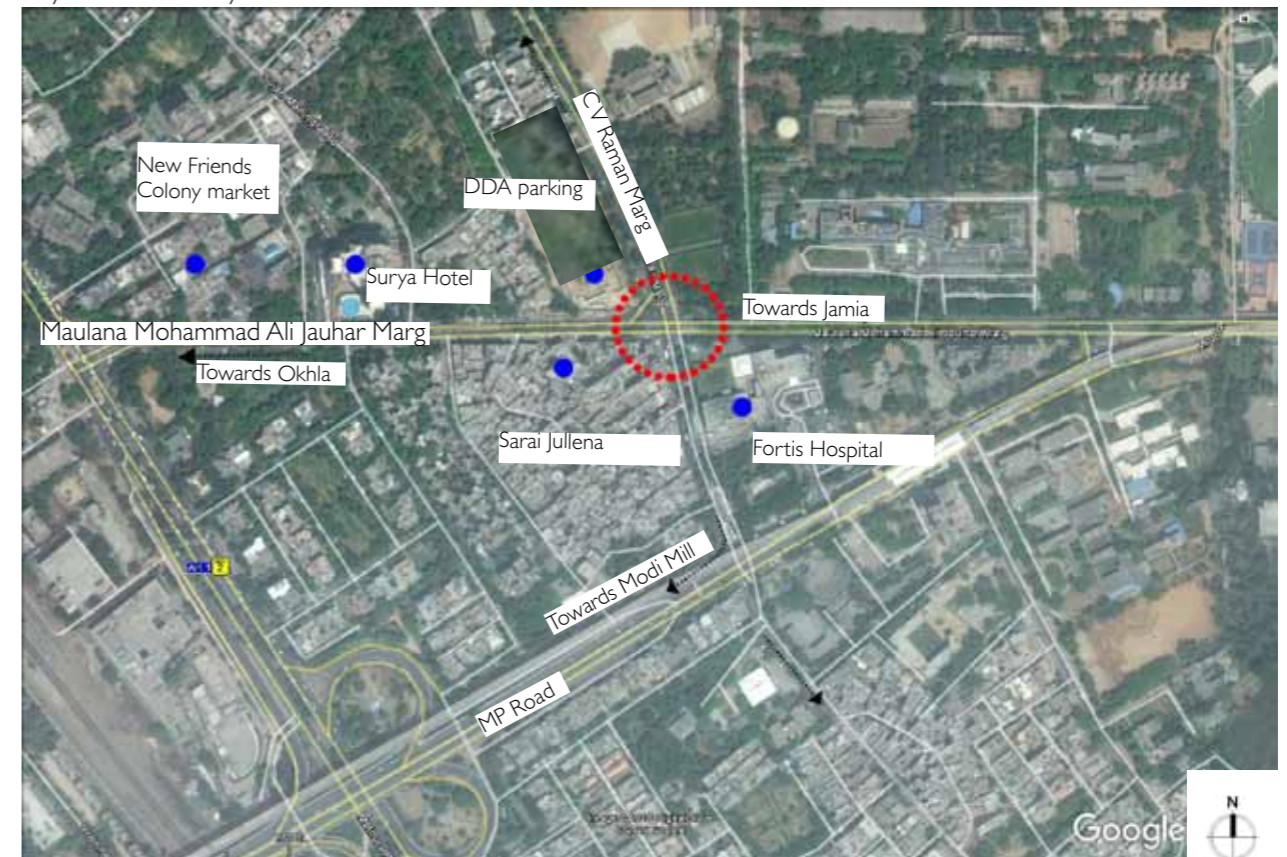 New Friends
Colony market
DDA parking
CV Raman Marg
Surya Hotel
Towards Jamia
Maulana Mohammad Ali Jauhar Marg
Towards Okhla
Sarai Jullena
Fortis Hospital
Towards Modi Mill
MP Road
N
Google